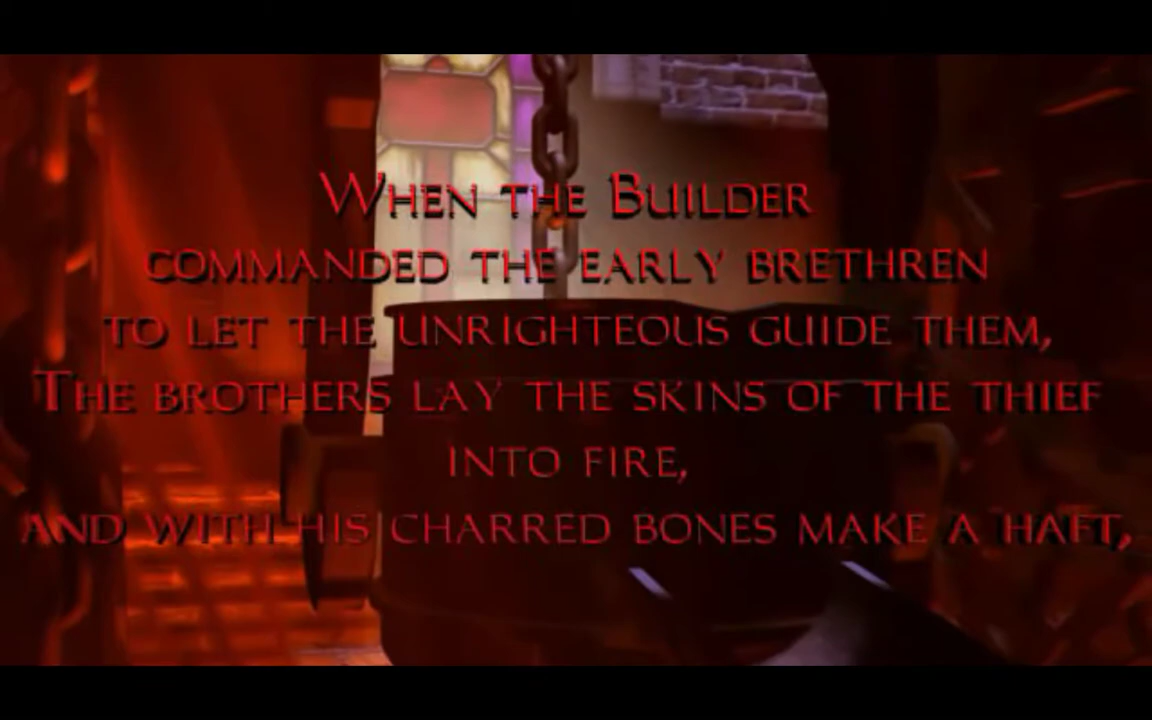 When the Builder
commanded the early brethren
to let the unrighteous guide them,
The brothers lay the skins of the thief
into fire,
and with his charred bones make a haft,